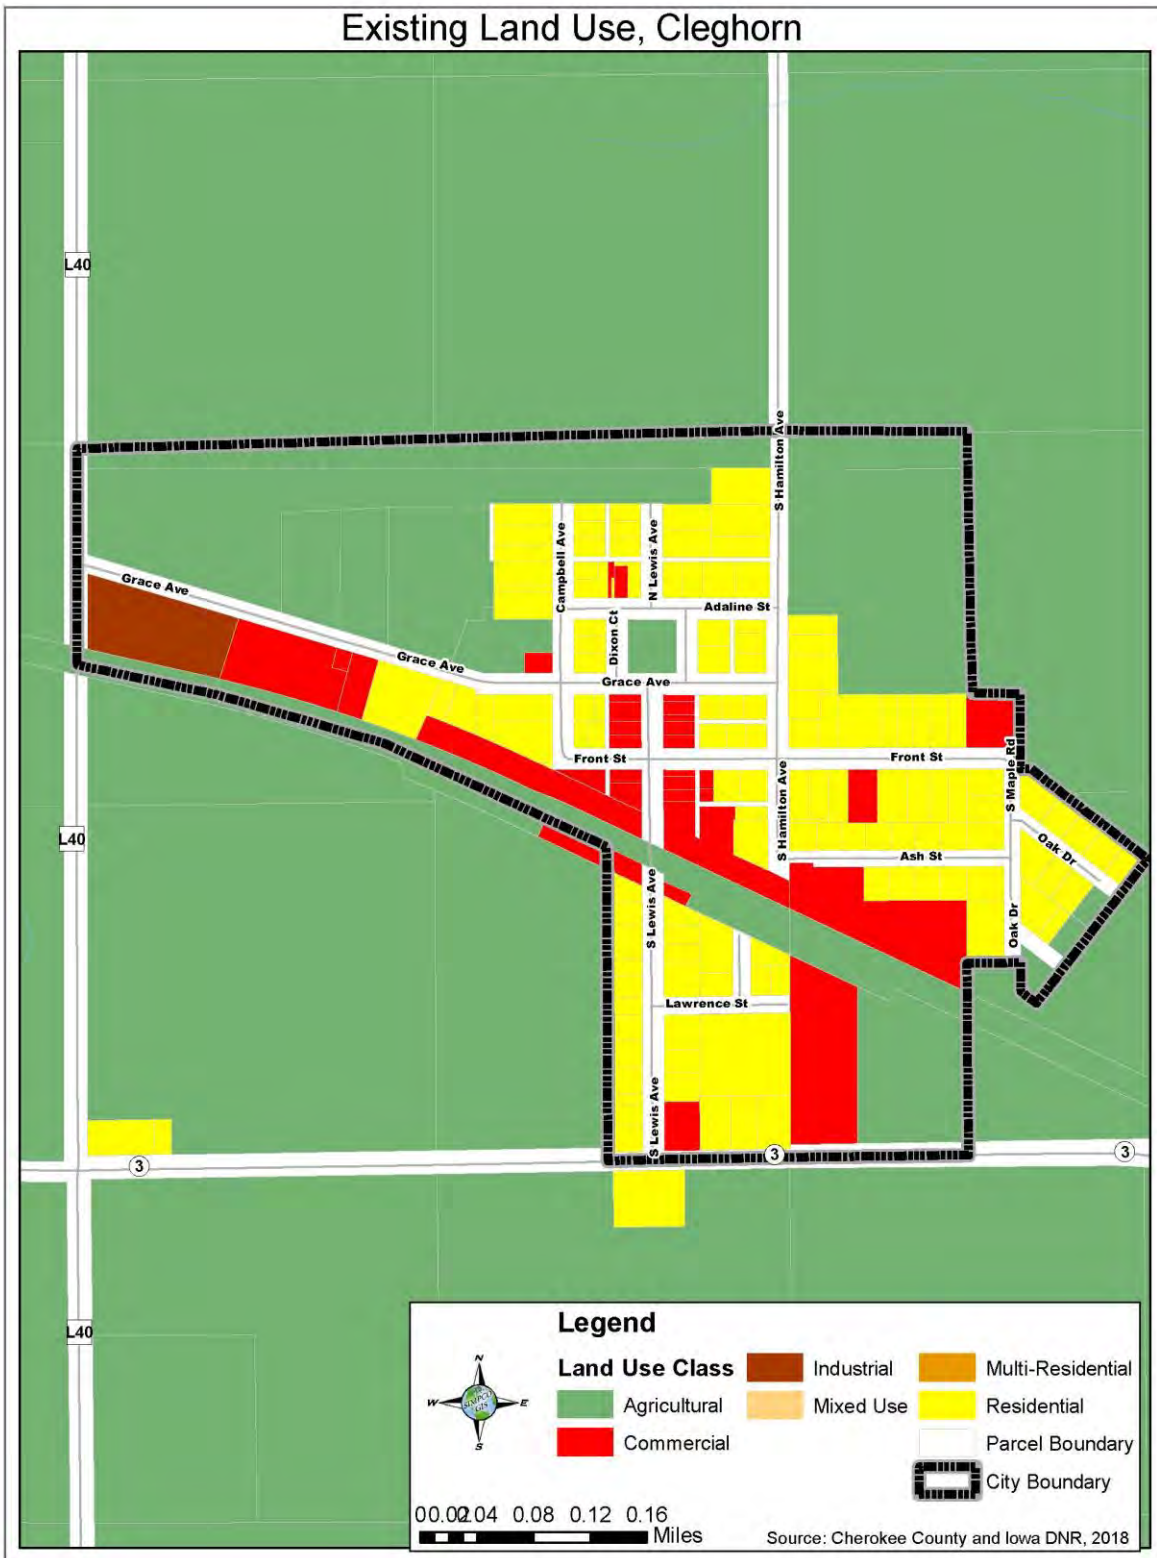 Existing Land Use, Cleghorn
L40
S Hamilton Ave
Campbell Ave
N Lewis Ave
Grace Ave
Adaline St
Dixon Ct
Grace Ave
Grace Ave
Front St
Front St
S Maple Rd
L40
S Hamilton Ave
Oak Dr
Ash St
S Lewis Ave
Oak Dr
Lawrence St
S Lewis Ave
3
3
3
L40
Legend
Land Use Class
Agricultural
Commercial
Industrial
Mixed Use
Multi-Residential
Residential
Parcel Boundary
City Boundary
N
W
E
S
SIMPCO
GIS
00.020.04 0.08 0.12 0.16
Miles
Source: Cherokee County and Iowa DNR, 2018